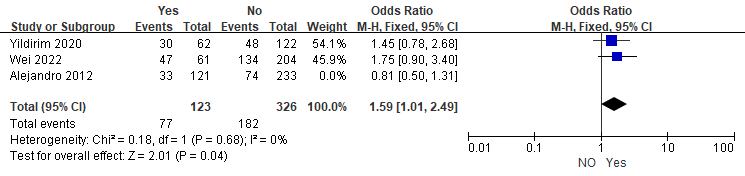 Yes No Odds Ratio Odds Ratio
Study or Subgroup Events Total Events Total Weight M-H, Fixed, 95% CI M-H, Fixed, 95% CI
Yildirim 2020 30 62 48 122 54.1% 1.45 [0.78, 2.68]
Wei 2022 47 61 134 204 45.9% 1.75 [0.90, 3.40]
Alejandro 2012 33 121 74 233 0.0% 0.81 [0.50, 1.31]
Total (95% CI) 123 326 100.0% 1.59 [1.01, 2.49]
Total events 77 182
Heterogeneity: Chi² = 0.18, df = 1 (P = 0.68); I² = 0%
Test for overall effect: Z = 2.01 (P = 0.04)
0.01 0.1 1 10 100
NO Yes